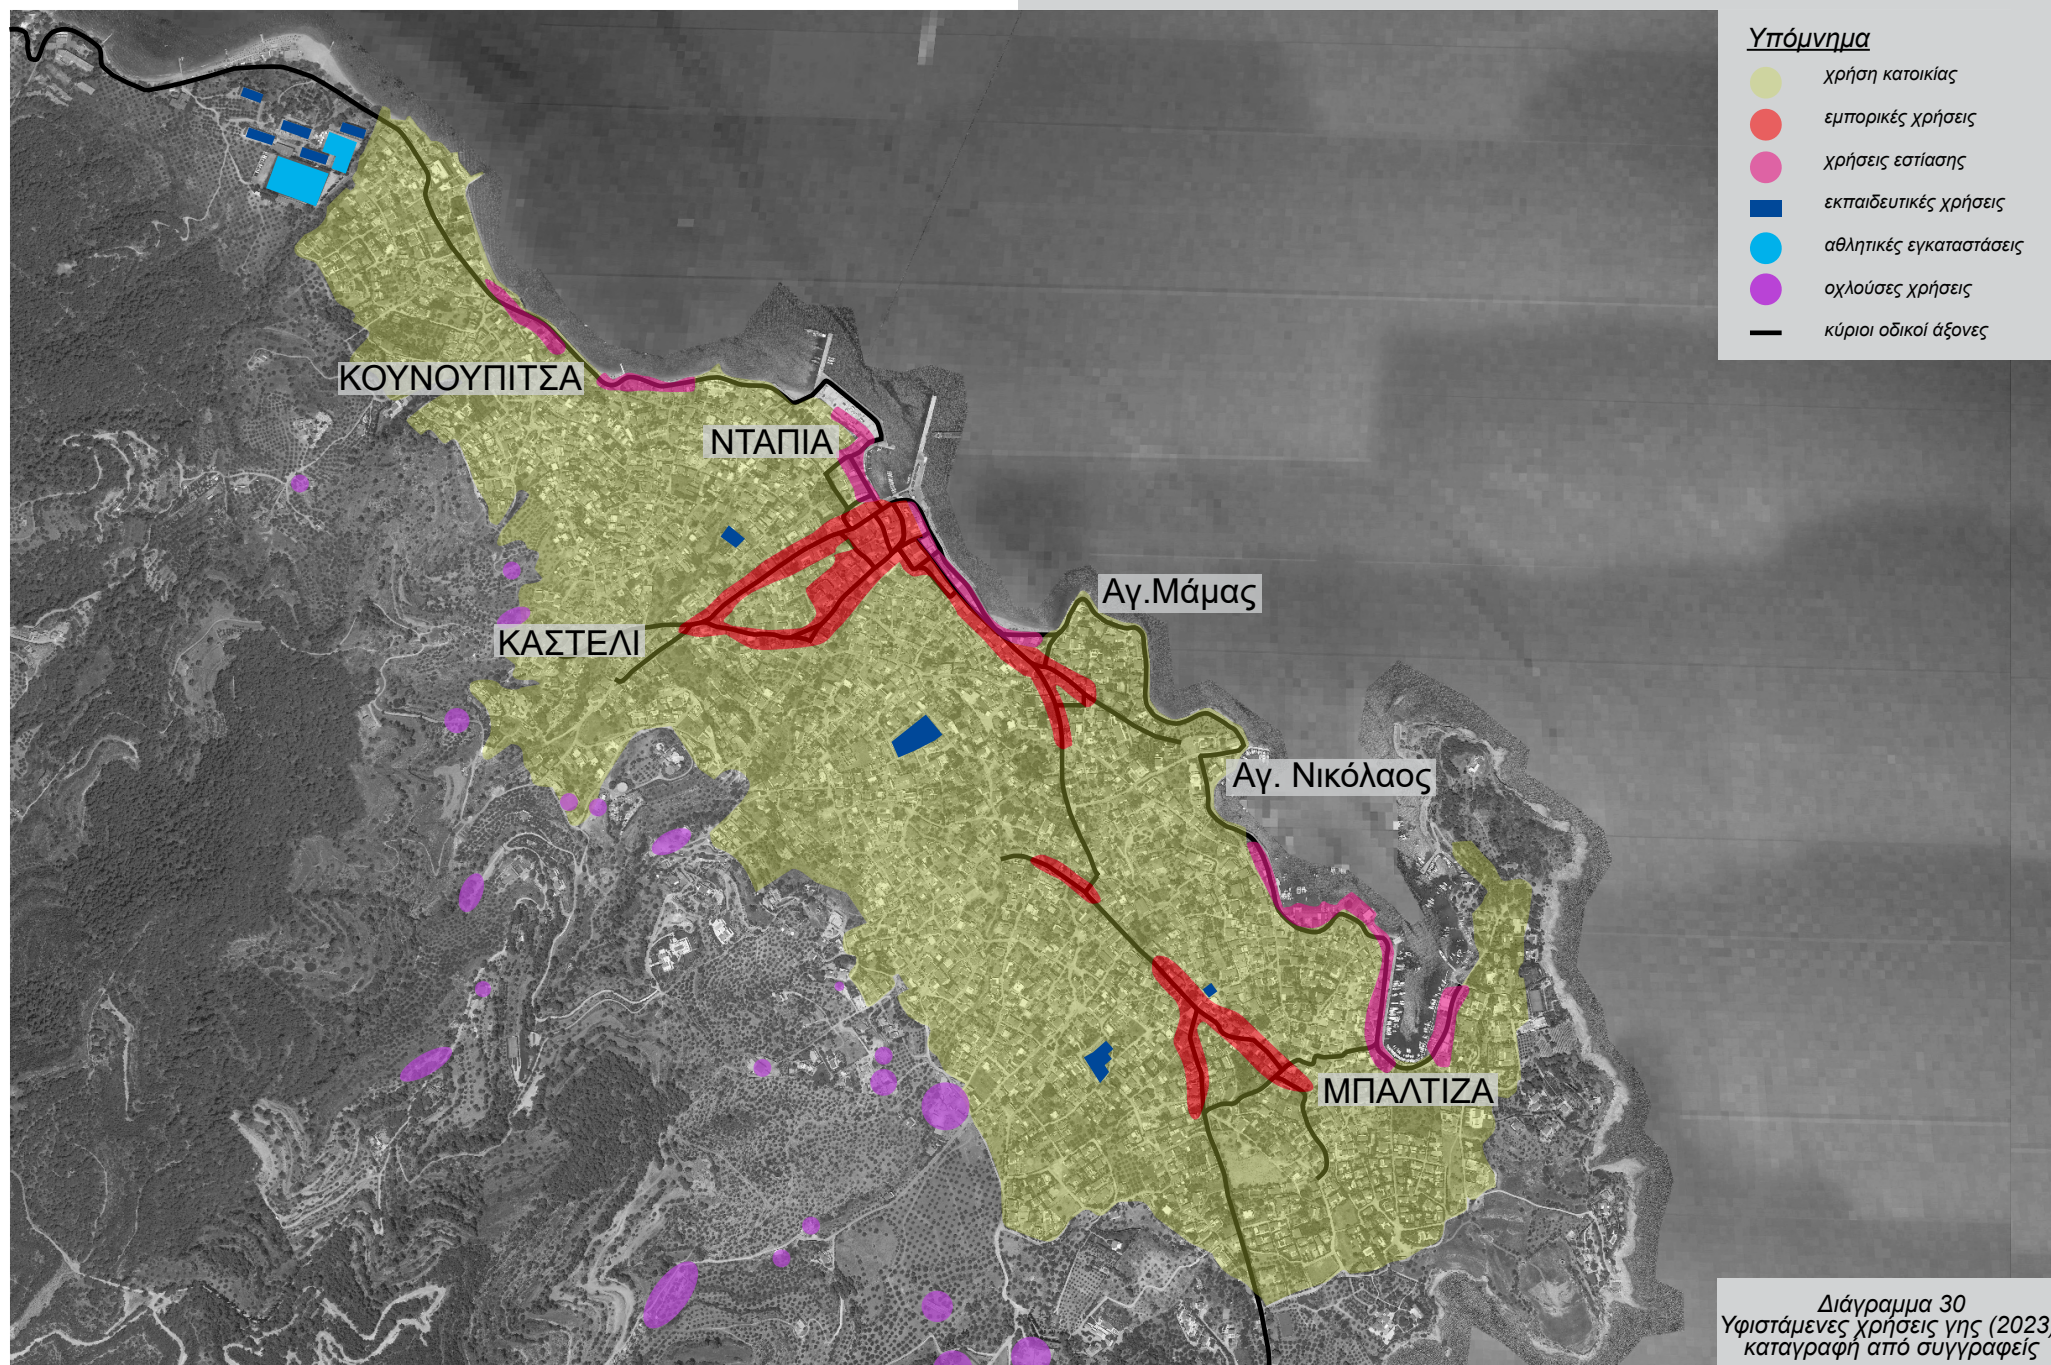 Υπόμνημα
χρήση κατοικίας
εμπορικές χρήσεις
χρήσεις εστίασης
εκπαιδευτικές χρήσεις
αθλητικές εγκαταστάσεις
οχλούσες χρήσεις
κύριοι οδικοί άξονες
ΚΟΥΝΟΥΠΙΤΣΑ
ΝΤΑΠΙΑ
Αγ.Μάμας
ΚΑΣΤΕΛΙ
Αγ. Νικόλαος
ΜΠΑΛΤΙΖΑ
Διάγραμμα 30
Υφιστάμενες χρήσεις γης (2023)
καταγραφή από συγγραφείς